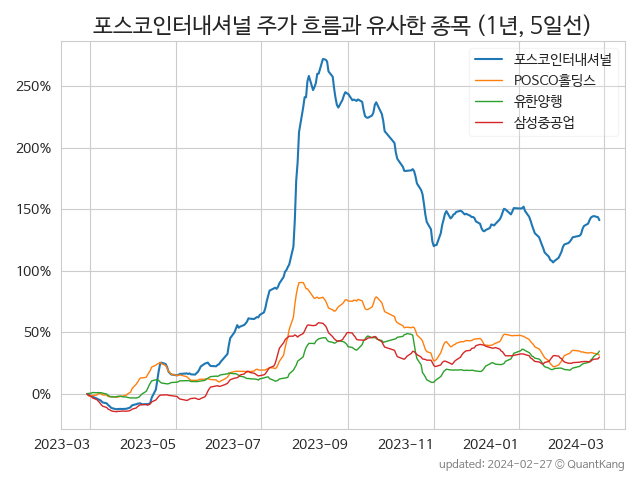 포스코인터내셔널 주가 흐름과 유사한 종목 (1년, 5일선)
포스코인터내셔널
POSCO홀딩스
유한양행
삼성중공업
250%
200%
150%
100%
50%
0%
2023-03 2023-05 2023-07 2023-09 2023-11 2024-01 2024-03
updated: 2024-02-27 © QuantKang